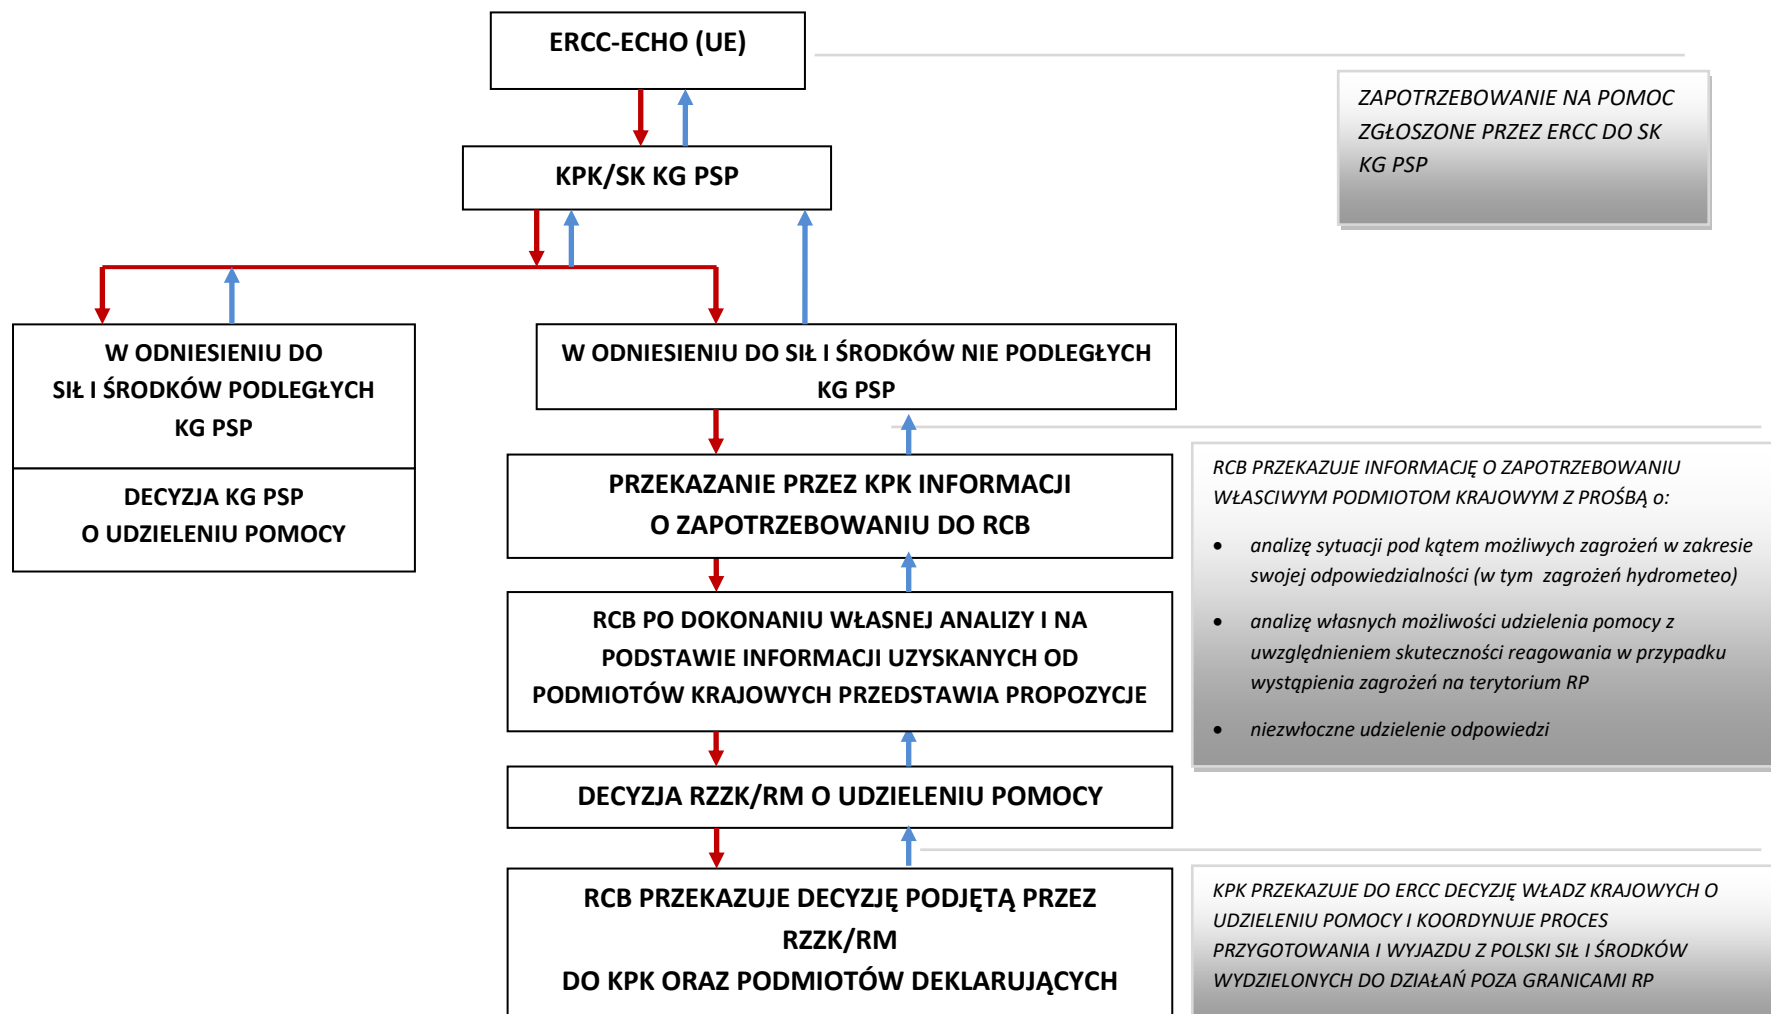 ERCC-ECHO (UE)
ZAPOTRZEBOWANIE NA POMOC
ZGŁOSZONE PRZEZ ERCC DO SK
KG PSP
KPK/SK KG PSP
W ODNIESIENIU DO
SIŁ I ŚRODKÓW PODLEGŁYCH
KG PSP
DECYZJA KG PSP
O UDZIELENIU POMOCY
W ODNIESIENIU DO SIŁ I ŚRODKÓW NIE PODLEGŁYCH
KG PSP
PRZEKAZANIE PRZEZ KPK INFORMACJI
O ZAPOTRZEBOWANIU DO RCB
RCB PRZEKAZUJE INFORMACJĘ O ZAPOTRZEBOWANIU
WŁASCIWYM PODMIOTOM KRAJOWYM Z PROŚBĄ o:
• analizę sytuacji pod kątem możliwych zagrożeń w zakresie
swojej odpowiedzialności (w tym zagrożeń hydrometeo)
• analizę własnych możliwości udzielenia pomocy z
uwzględnieniem skuteczności reagowania w przypadku
wystąpienia zagrożeń na terytorium RP
• niezwłoczne udzielenie odpowiedzi
RCB PO DOKONANIU WŁASNEJ ANALIZY I NA
PODSTAWIE INFORMACJI UZYSKANYCH OD
PODMIOTÓW KRAJOWYCH PRZEDSTAWIA PROPOZYCJE
DECYZJA RZZK/RM O UDZIELENIU POMOCY
RCB PRZEKAZUJE DECYZJĘ PODJĘTĄ PRZEZ
RZZK/RM
DO KPK ORAZ PODMIOTÓW DEKLARUJĄCYCH
KPK PRZEKAZUJE DO ERCC DECYZJĘ WŁADZ KRAJOWYCH O
UDZIELENIU POMOCY I KOORDYNUJE PROCES
PRZYGOTOWANIA I WYJAZDU Z POLSKI SIŁ I ŚRODKÓW
WYDZIELONYCH DO DZIAŁAŃ POZA GRANICAMI RP